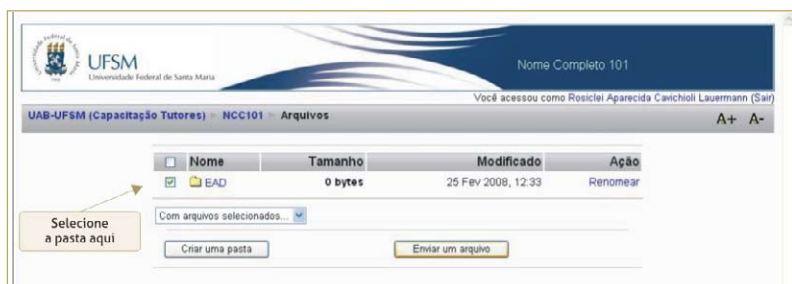 UFSM
Universidade Federal de Santa Maria
Nome Completo 101
Você acessou como Rosiclei Aparecida Cavichioli Lauermann (Sair)
UAB-UFSM (Capacitação Tutores) ► NCC101 ► Arquivos
A+ A-
Nome Tamanho Modificado Ação
EAD 0 bytes 25 Fev 2008, 12:33 Renomear
Selecione
a pasta aqui
Com arquivos selecionados...
Criar uma pasta Enviar um arquivo